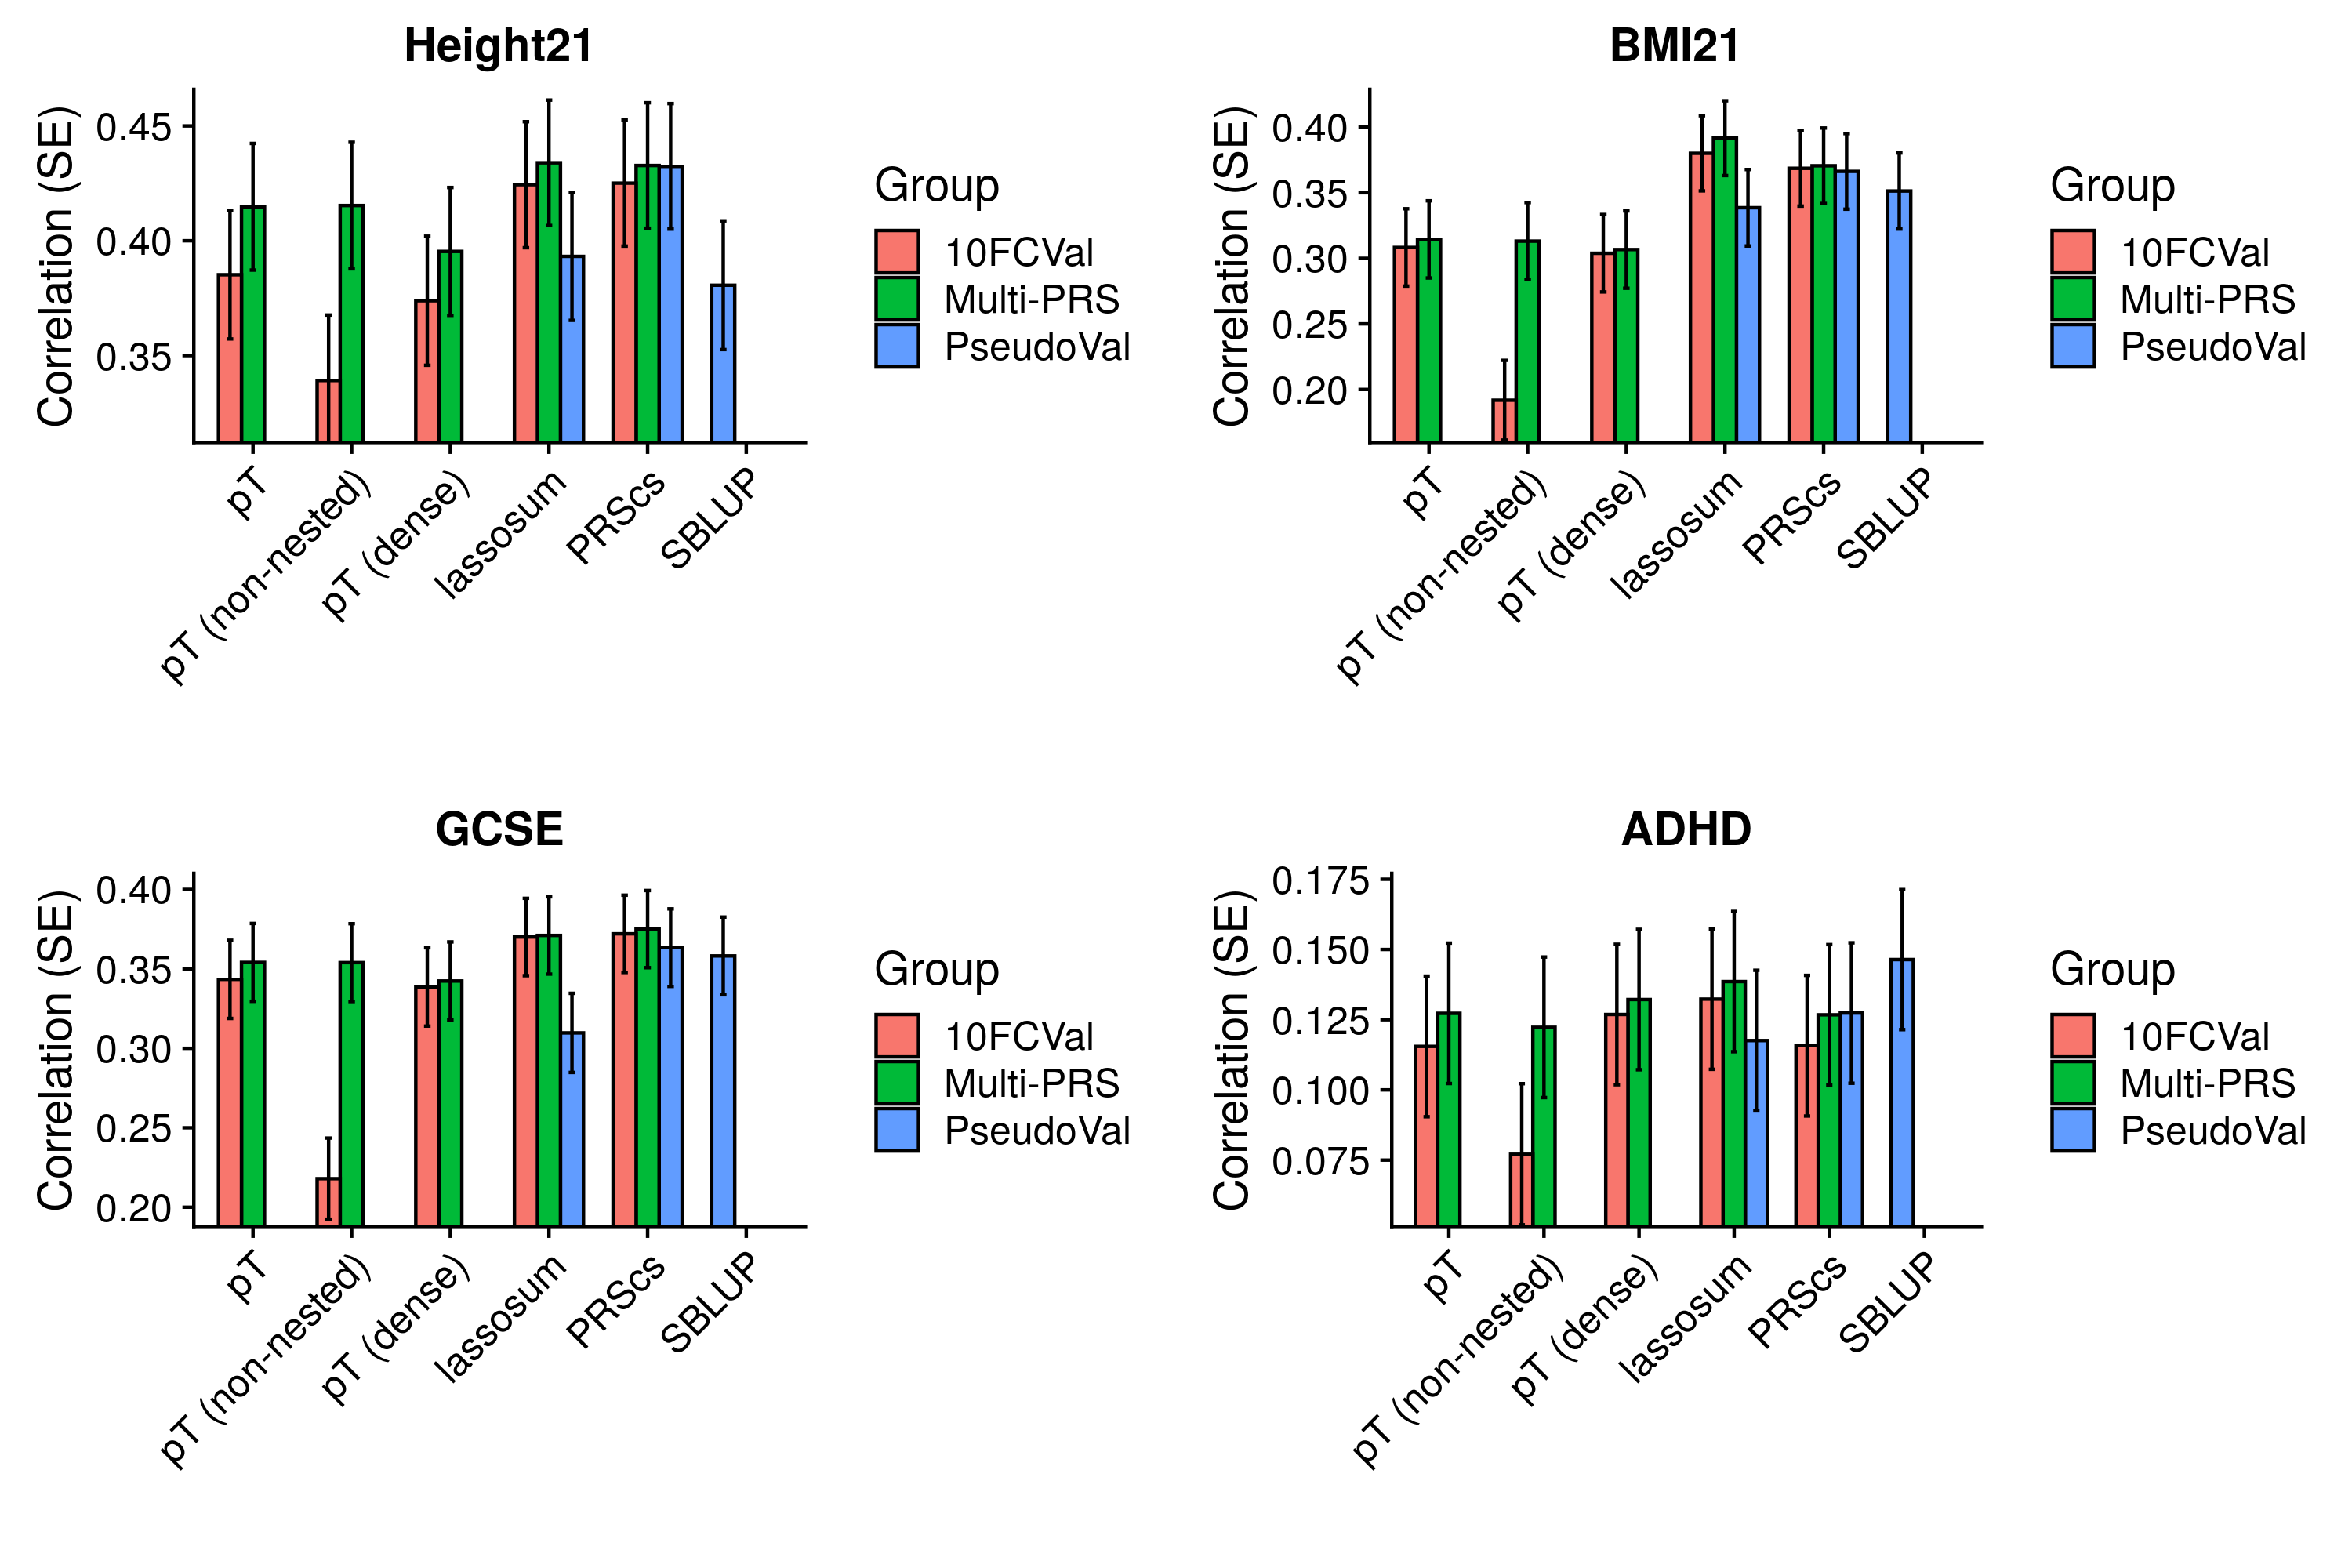 Height21
Correlation (SE)
0.45
0.40
0.35
pT
pT (non-nested)
pT (dense)
lassosum
PRScs
SBLUP
Group
10FCVal
Multi-PRS
PseudoVal
BMI21
Correlation (SE)
0.40
0.35
0.30
0.25
0.20
pT
pT (non-nested)
pT (dense)
lassosum
PRScs
SBLUP
Group
10FCVal
Multi-PRS
PseudoVal
GCSE
Correlation (SE)
0.40
0.35
0.30
0.25
0.20
pT
pT (non-nested)
pT (dense)
lassosum
PRScs
SBLUP
Group
10FCVal
Multi-PRS
PseudoVal
ADHD
Correlation (SE)
0.175
0.150
0.125
0.100
0.075
pT
pT (non-nested)
pT (dense)
lassosum
PRScs
SBLUP
Group
10FCVal
Multi-PRS
PseudoVal